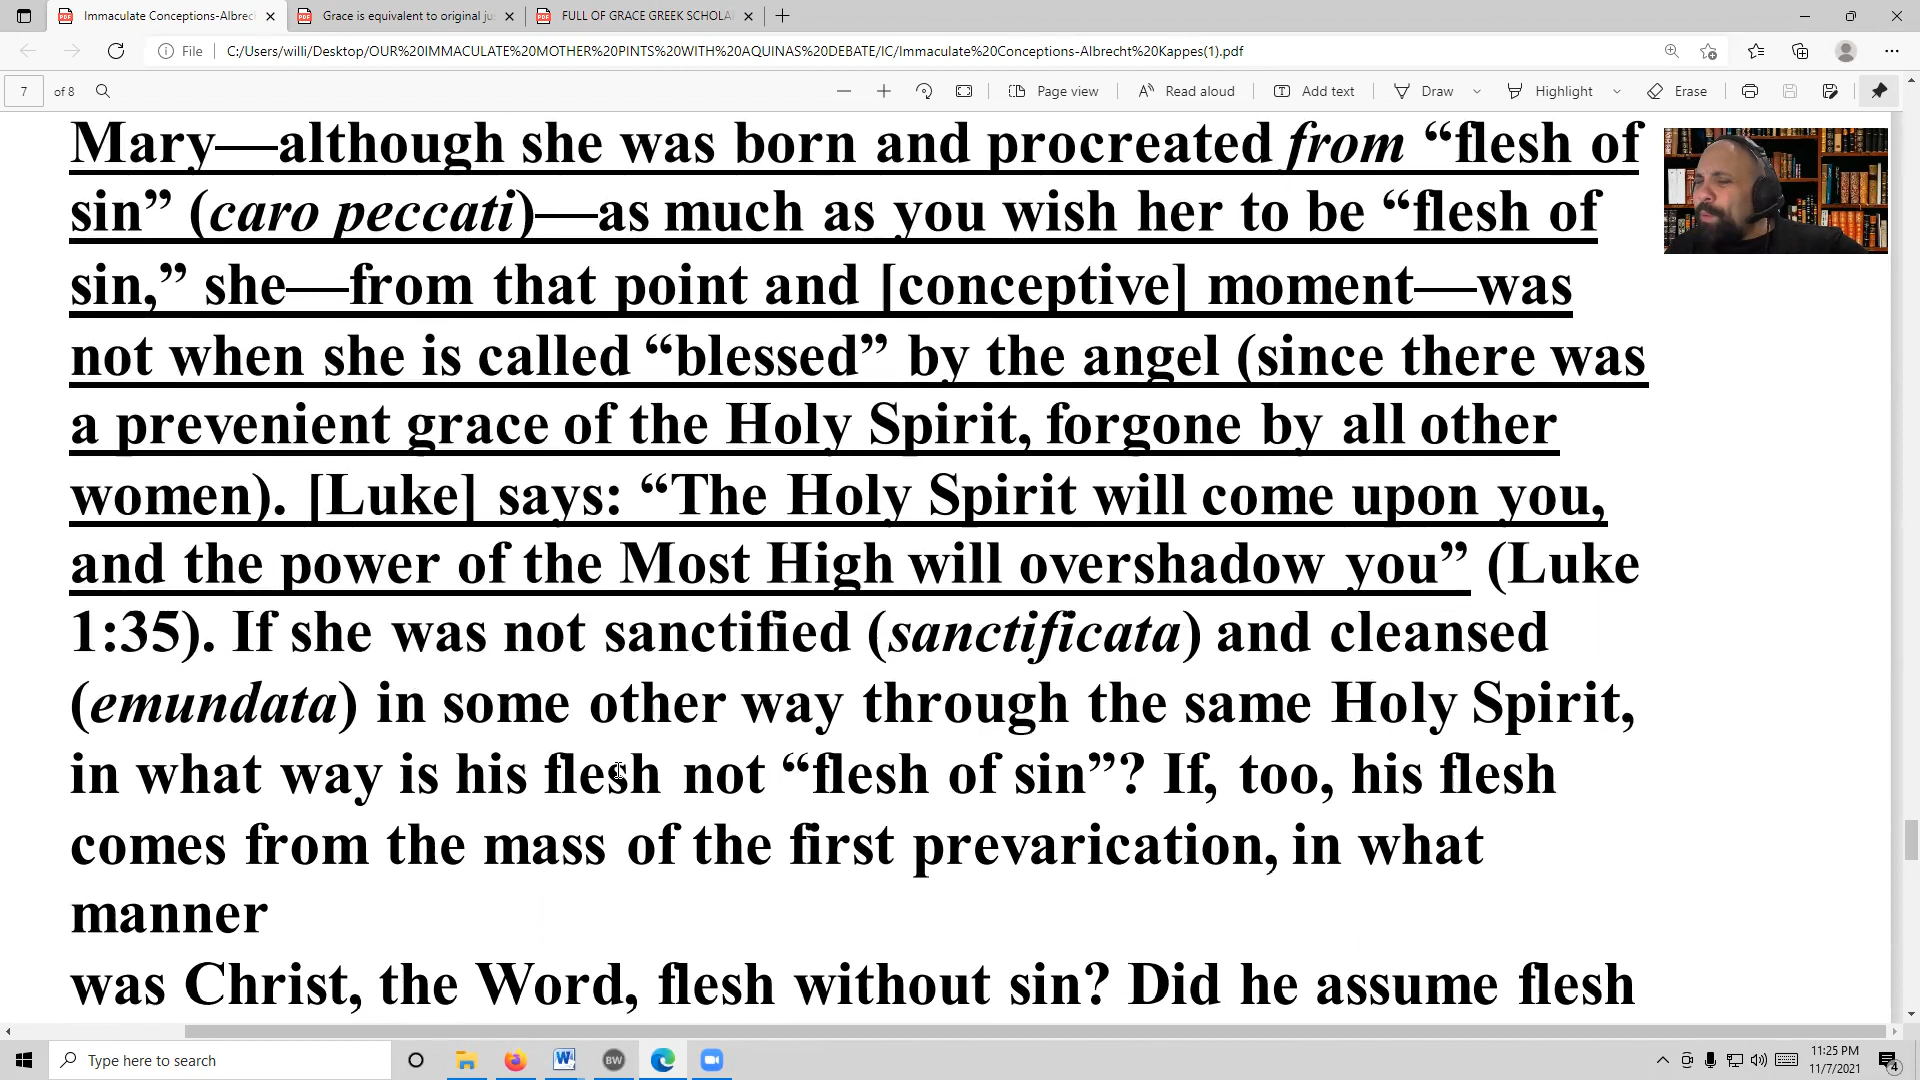 Immaculate Conceptions-Albrec
Grace is equivalent to original ju
FULL OF GRACE GREEK SCHOLA
File
C:/Users/willi/Desktop/OUR%20IMMACULATE%20MOTHER%20PINTS%20WITH%20AQUINAS%20DEBATE/IC/Immaculate%20Conceptions-Albrecht%20Kappes(1).pdf
7 of 8
Page view
Read aloud
Add text
Draw
Highlight
Erase
Mary—although she was born and procreated from “flesh of
sin” (caro peccati)—as much as you wish her to be “flesh of
sin,” she—from that point and [conceptive] moment—was
not when she is called “blessed” by the angel (since there was
a prevenient grace of the Holy Spirit, forgone by all other
women). [Luke] says: “The Holy Spirit will come upon you,
and the power of the Most High will overshadow you” (Luke
1:35). If she was not sanctified (sanctificata) and cleansed
(emundata) in some other way through the same Holy Spirit,
in what way is his flesh not “flesh of sin”? If, too, his flesh
comes from the mass of the first prevarication, in what
manner
was Christ, the Word, flesh without sin? Did he assume flesh
Type here to search
BW
11:25 PM
11/7/2021
4